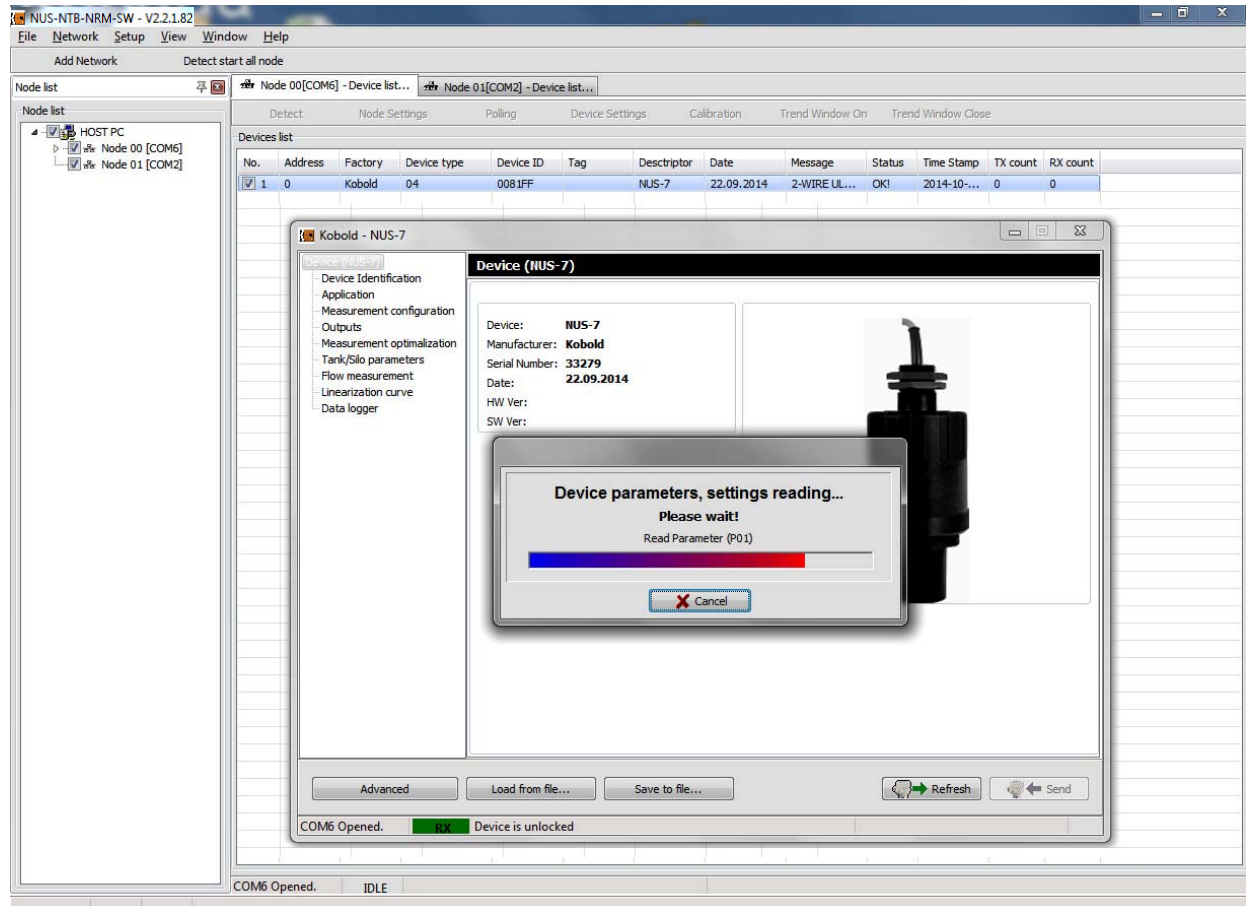 NUS-NTB-NRM-SW - V2.2.1.82
File Network Setup View Window Help
Add Network Detect start all node
Node list
Node list
HOST PC
Node 00 [COM6]
Node 01 [COM2]
Node 00[COM6] - Device list... Node 01[COM2] - Device list...
Detect Node Settings Polling Device Settings Calibration Trend Window On Tren Trend Window Close
Devices list
No. Address Factory Device type Device ID Tag Desctriptor Date Message Status Time Stamp TX count RX count
1 0 Kobold 04 0081FF NUS-7 22.09.2014 2-WIRE UL... OK! 2014-10-... 0 0
Kobold - NUS-7
Device (NUS-7)
Device Identification
Application
Measurement configuration
Outputs
Measurement optimalization
Tank/Silo parameters
Flow measurement
Linearization curve
Data logger
Device (NUS-7)
Device: NUS-7
Manufacturer: Kobold
Serial Number: 33279
Date: 22.09.2014
HW Ver:
SW Ver:
Device parameters, settings reading...
Please wait!
Read Parameter (P01)
Cancel
Advanced Load from file... Save to file... Refresh Send
COM6 Opened. RX Device is unlocked
COM6 Opened. IDLE